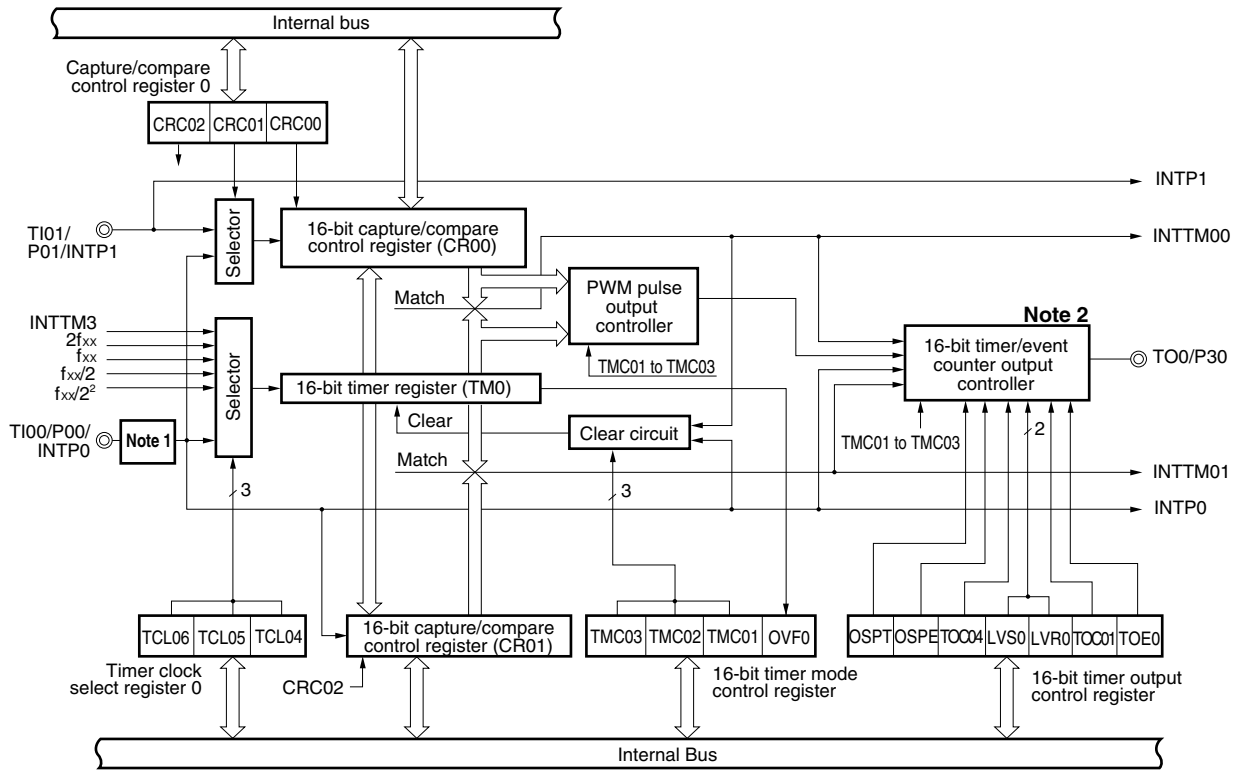 Internal bus
Capture/compare
control register 0
CRC02 CRC01 CRC00
INTP1
TI01/
P01/INTP1
Selector
16-bit capture/compare
control register (CR00)
INTTM00
Match
PWM pulse
output
controller
TMC01 to TMC03
INTTM3
2fxx
fxx
fxx/2
fxx/2²
Selector
16-bit timer register (TM0)
Note 2
16-bit timer/event
counter output
controller
TO0/P30
TI00/P00/
INTP0
Note 1
Clear
Clear circuit
TMC01 to TMC03
2
Match
INTTM01
3
3
INTP0
TCL06 TCL05 TCL04
Timer clock
select register 0
16-bit capture/compare
control register (CR01)
CRC02
TMC03 TMC02 TMC01 OVF0
16-bit timer mode
control register
OSPT OSPE TOC04 LVS0 LVR0 TOC01 TOE0
16-bit timer output
control register
Internal Bus